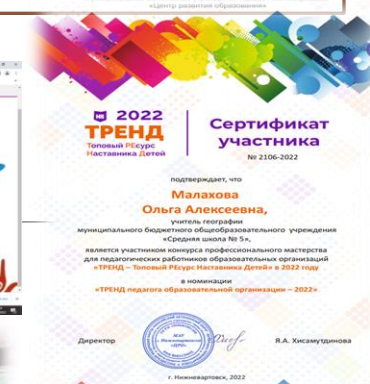 «Центр развития образования»
НК 2022
ТРЕНД
Топовый РЕсурс
Наставника Детей
Сертификат
участника
№ 2106-2022
подтверждает, что
Малахова
Ольга Алексеевна,
учитель географии
муниципального бюджетного общеобразовательного учреждения
«Средняя школа № 5»,
является участником конкурса профессионального мастерства
для педагогических работников образовательных организаций
«ТРЕНД – Топовый РЕсурс Наставника Детей» в 2022 году
в номинации
«ТРЕНД педагога образовательной организации – 2022»
Директор
Я.А. Хисамутдинова
г. Нижневартовск, 2022